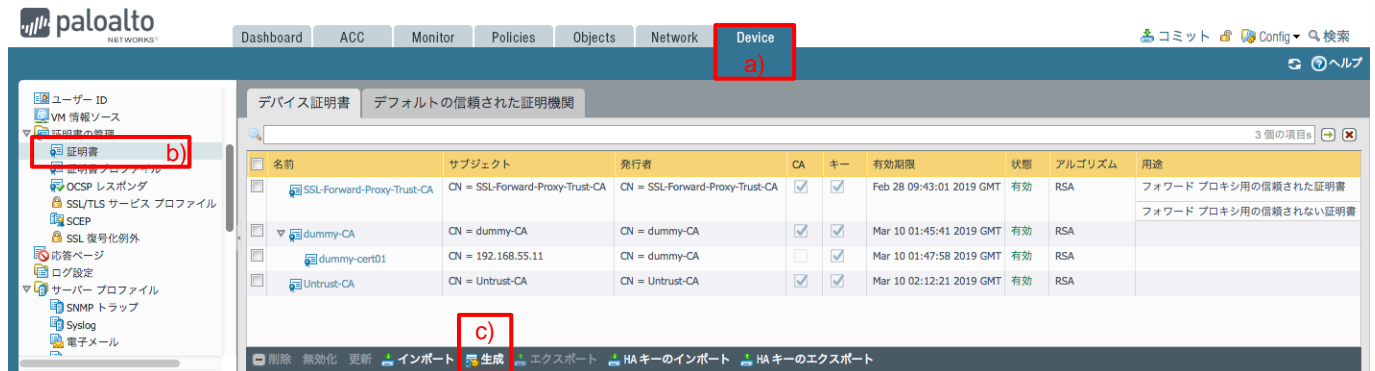 paloalto
NETWORKS
Dashboard ACC Monitor Policies Objects Network Device
コミット Config 検索
a)
ヘルプ
ユーザー ID
VM 情報ソース
証明書の管理
証明書
b)
証明書プロファイル
OCSP レスポンダ
SSL/TLS サービス プロファイル
SCEP
SSL 復号化例外
応答ページ
ログ設定
サーバー プロファイル
SNMP トラップ
Syslog
電子メール
デバイス証明書 デフォルトの信頼された証明機関
3 個の項目s
名前 サブジェクト 発行者 CA キー 有効期限 状態 アルゴリズム 用途
SSL-Forward-Proxy-Trust-CA CN = SSL-Forward-Proxy-Trust-CA CN = SSL-Forward-Proxy-Trust-CA Feb 28 09:43:01 2019 GMT 有効 RSA フォワード プロキシ用の信頼された証明書
フォワード プロキシ用の信頼されない証明書
dummy-CA CN = dummy-CA CN = dummy-CA Mar 10 01:45:41 2019 GMT 有効 RSA
dummy-cert01 CN = 192.168.55.11 CN = dummy-CA Mar 10 01:47:58 2019 GMT 有効 RSA
Untrust-CA CN = Untrust-CA CN = Untrust-CA Mar 10 02:12:21 2019 GMT 有効 RSA
c)
削除 無効化 更新 インポート 生成 エクスポート HA キーのインポート HA キーのエクスポート